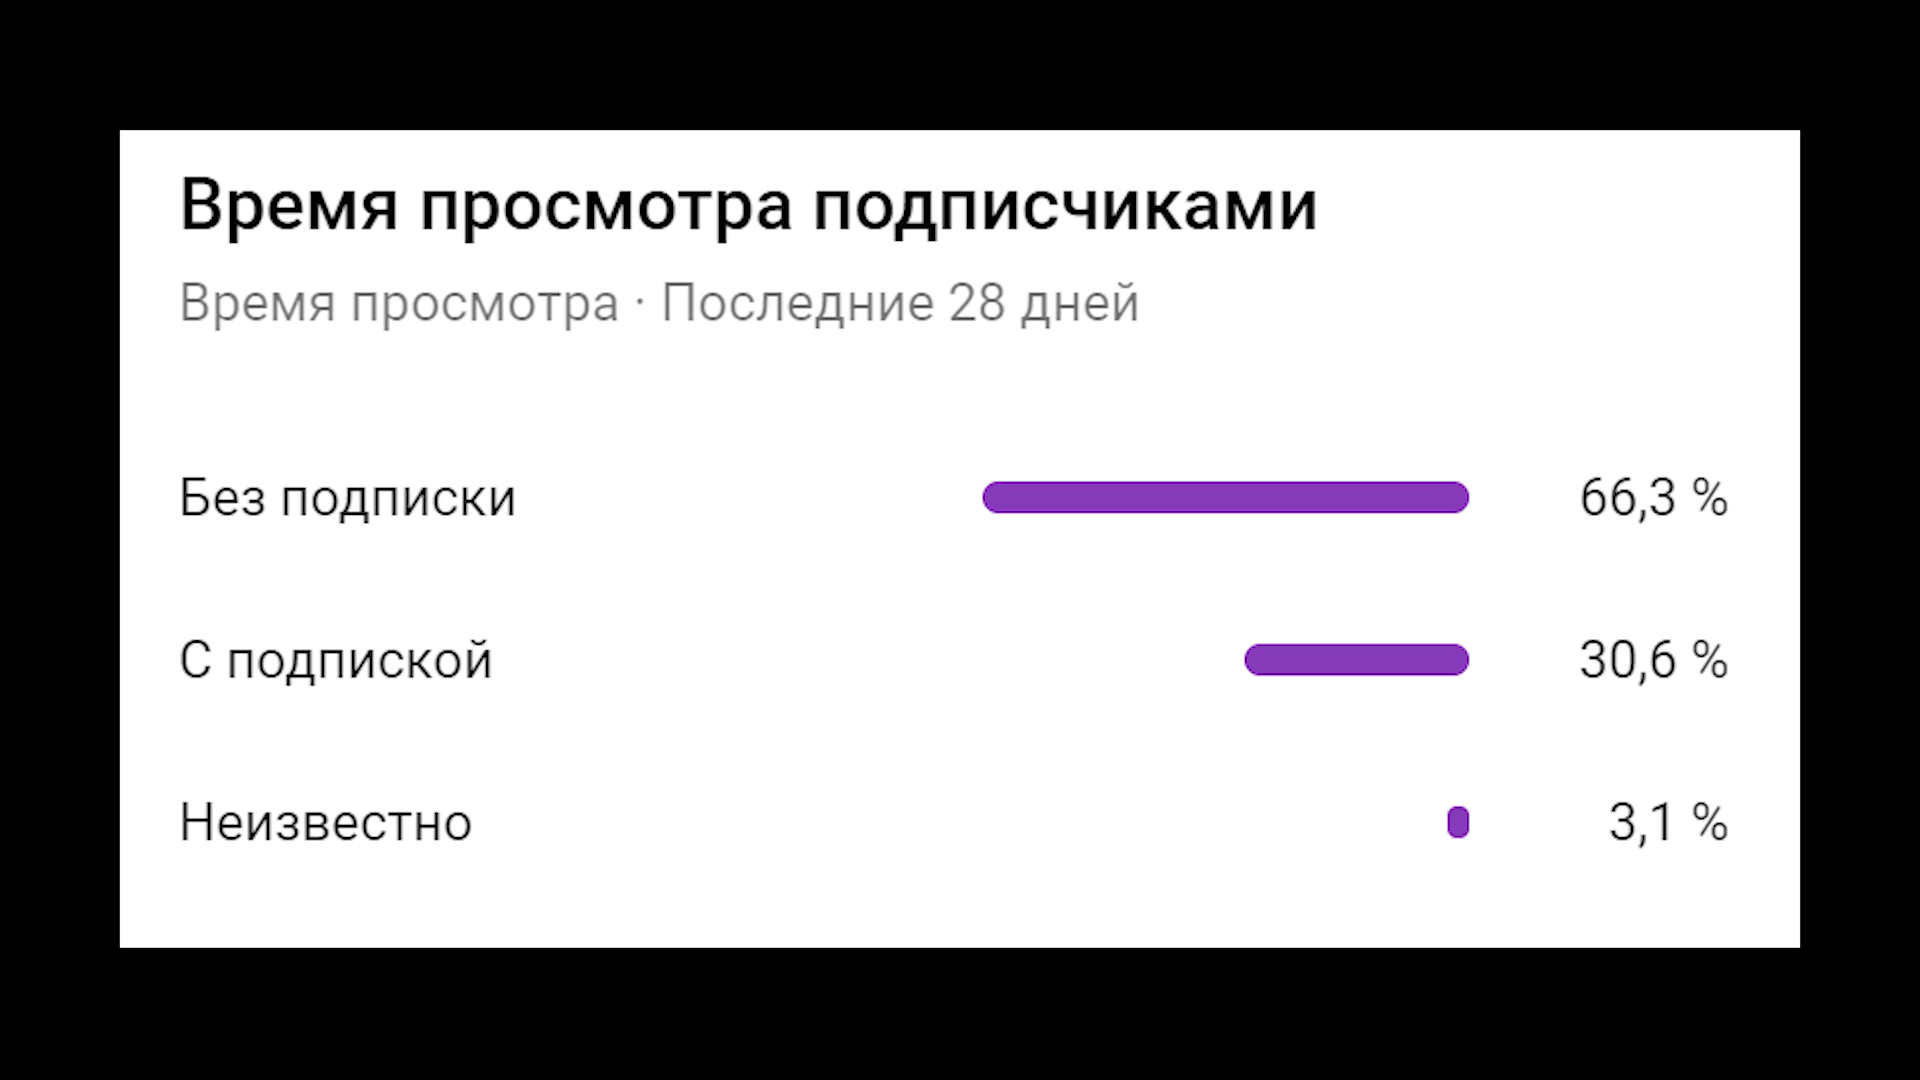 Время просмотра подписчиками
Время просмотра · Последние 28 дней
Без подписки 66,3 %
С подпиской 30,6 %
Неизвестно 3,1 %